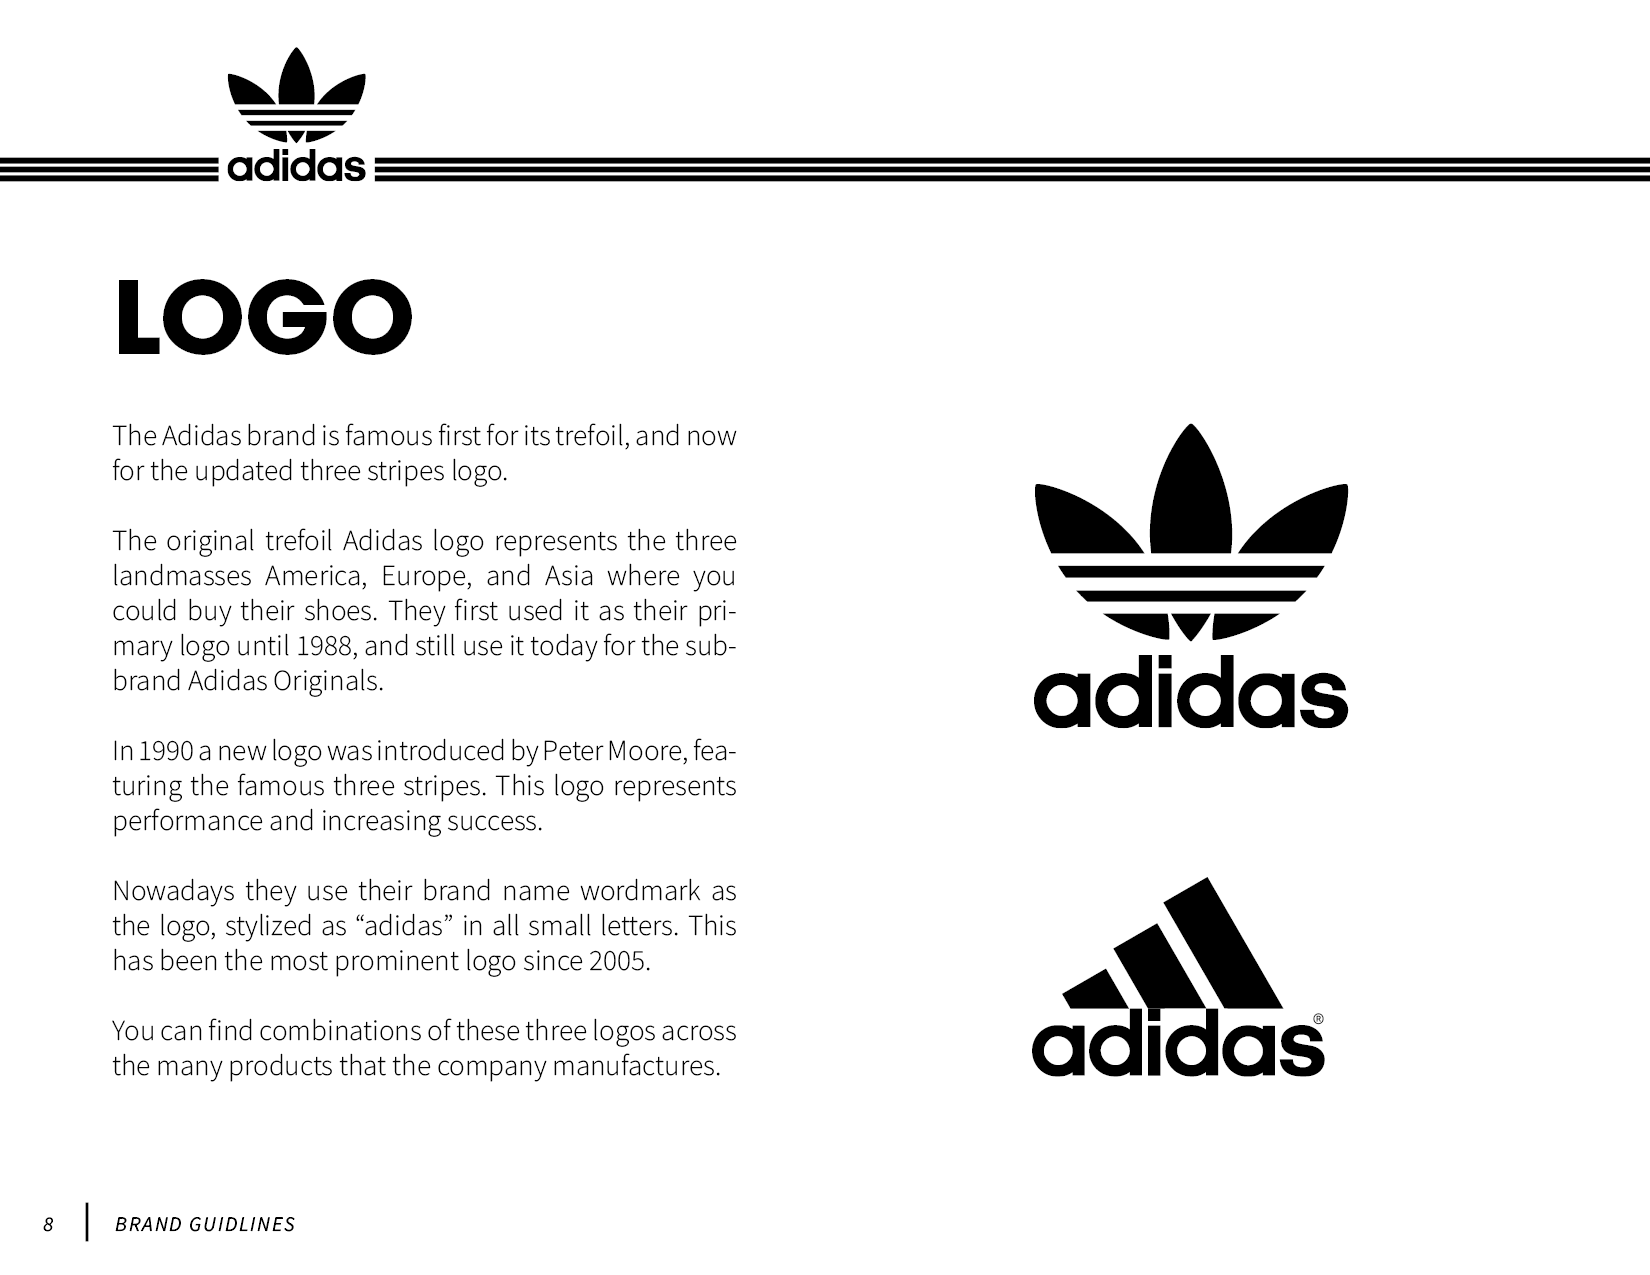 adidas
LOGO
The Adidas brand is famous first for its trefoil, and now
for the updated three stripes logo.
The original trefoil Adidas logo represents the three
landmasses America, Europe, and Asia where you
could buy their shoes. They first used it as their pri-
mary logo until 1988, and still use it today for the sub-
brand Adidas Originals.
In 1990 a new logo was introduced by Peter Moore, fea-
turing the famous three stripes. This logo represents
performance and increasing success.
Nowadays they use their brand name wordmark as
the logo, stylized as “adidas” in all small letters. This
has been the most prominent logo since 2005.
You can find combinations of these three logos across
the many products that the company manufactures.
adidas
adidas®
8 | BRAND GUIDLINES